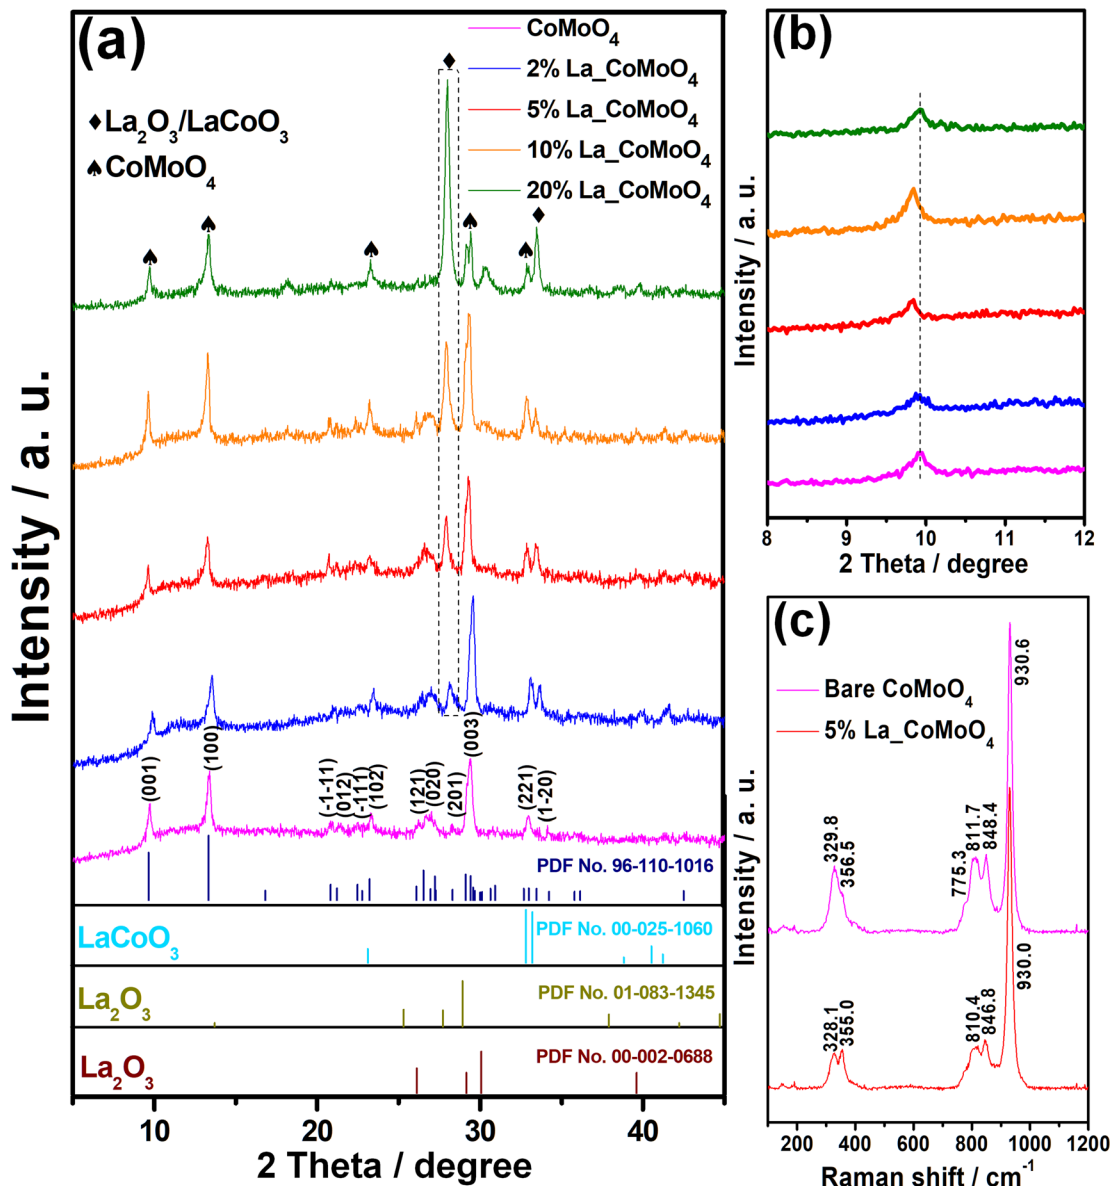 (a)
CoMoO4
2% La_CoMoO4
5% La_CoMoO4
10% La_CoMoO4
20% La_CoMoO4
♦ La2O3/LaCoO3
♠ CoMoO4
(001)
(100)
(-1-11)
(012)
(-111)
(102)
(121)
(020)
(201)
(003)
(221)
(1-20)
PDF No. 96-110-1016
LaCoO3
PDF No. 00-025-1060
La2O3
PDF No. 01-083-1345
La2O3
PDF No. 00-002-0688
10 20 30 40
2 Theta / degree
Intensity / a. u.
(b)
Intensity / a. u.
8 9 10 11 12
2 Theta / degree
(c)
Bare CoMoO4
5% La_CoMoO4
329.8
356.5
775.3
811.7
848.4
930.6
328.1
355.0
810.4
846.8
930.0
Intensity / a. u.
200 400 600 800 1000 1200
Raman shift / cm-1